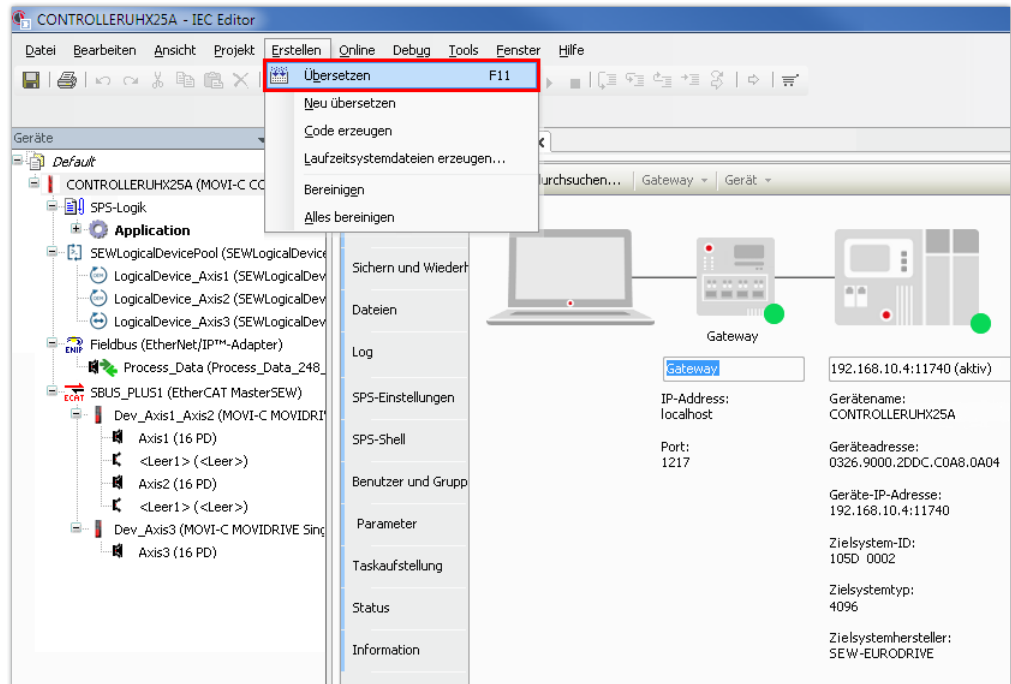 CONTROLLERUHX25A - IEC Editor
Datei Bearbeiten Ansicht Projekt Erstellen Online Debug Tools Fenster Hilfe
Übersetzen F11
Neu übersetzen
Code erzeugen
Laufzeitsystemdateien erzeugen...
Bereinigen
Alles bereinigen
Geräte
Default
CONTROLLERUHX25A (MOVI-C CC
SPS-Logik
Application
SEWLogicalDevicePool (SEWLogicalDevice
LogicalDevice_Axis1 (SEWLogicalDev
LogicalDevice_Axis2 (SEWLogicalDev
LogicalDevice_Axis3 (SEWLogicalDev
ENIP Fieldbus (EtherNet/IP™-Adapter)
Process_Data (Process_Data_248_
ECAT SBUS_PLUS1 (EtherCAT MasterSEW)
Dev_Axis1_Axis2 (MOVI-C MOVIDRI
Axis1 (16 PD)
<Leer1> (<Leer>)
Axis2 (16 PD)
<Leer1> (<Leer>)
Dev_Axis3 (MOVI-C MOVIDRIVE Sing
Axis3 (16 PD)
urchsuchen... Gateway Gerät
Sichern und Wiederh
Dateien
Log
SPS-Einstellungen
SPS-Shell
Benutzer und Grupp
Parameter
Taskaufstellung
Status
Information
Gateway
Gateway
IP-Address:
localhost
Port:
1217
192.168.10.4:11740 (aktiv)
Gerätename:
CONTROLLERUHX25A
Geräteadresse:
0326.9000.2DDC.C0A8.0A04
Geräte-IP-Adresse:
192.168.10.4:11740
Zielsystem-ID:
105D 0002
Zielsystemtyp:
4096
Zielsystemhersteller:
SEW-EURODRIVE